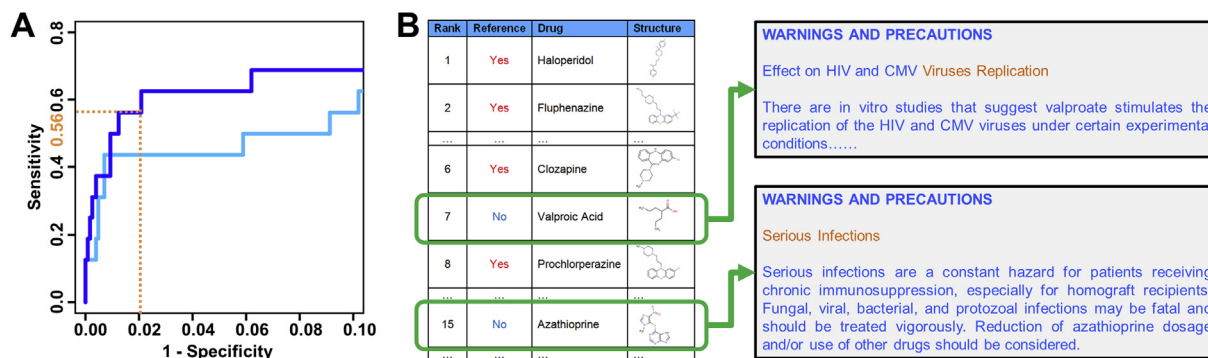 A
0.8
0.6
0.56
0.4
0.2
0.0
Sensitivity
0.00
0.02
0.04
0.06
0.08
0.10
1 - Specificity
B
Rank Reference Drug Structure
1 Yes Haloperidol
2 Yes Fluphenazine
... ... ... ...
6 Yes Clozapine
7 No Valproic Acid
8 Yes Prochlorperazine
... ... ... ...
15 No Azathioprine
... ... ... ...
WARNINGS AND PRECAUTIONS
Effect on HIV and CMV Viruses Replication
There are in vitro studies that suggest valproate stimulates the
replication of the HIV and CMV viruses under certain experimenta
conditions……
WARNINGS AND PRECAUTIONS
Serious Infections
Serious infections are a constant hazard for patients receiving
chronic immunosuppression, especially for homograft recipients
Fungal, viral, bacterial, and protozoal infections may be fatal and
should be treated vigorously. Reduction of azathioprine dosage
and/or use of other drugs should be considered.